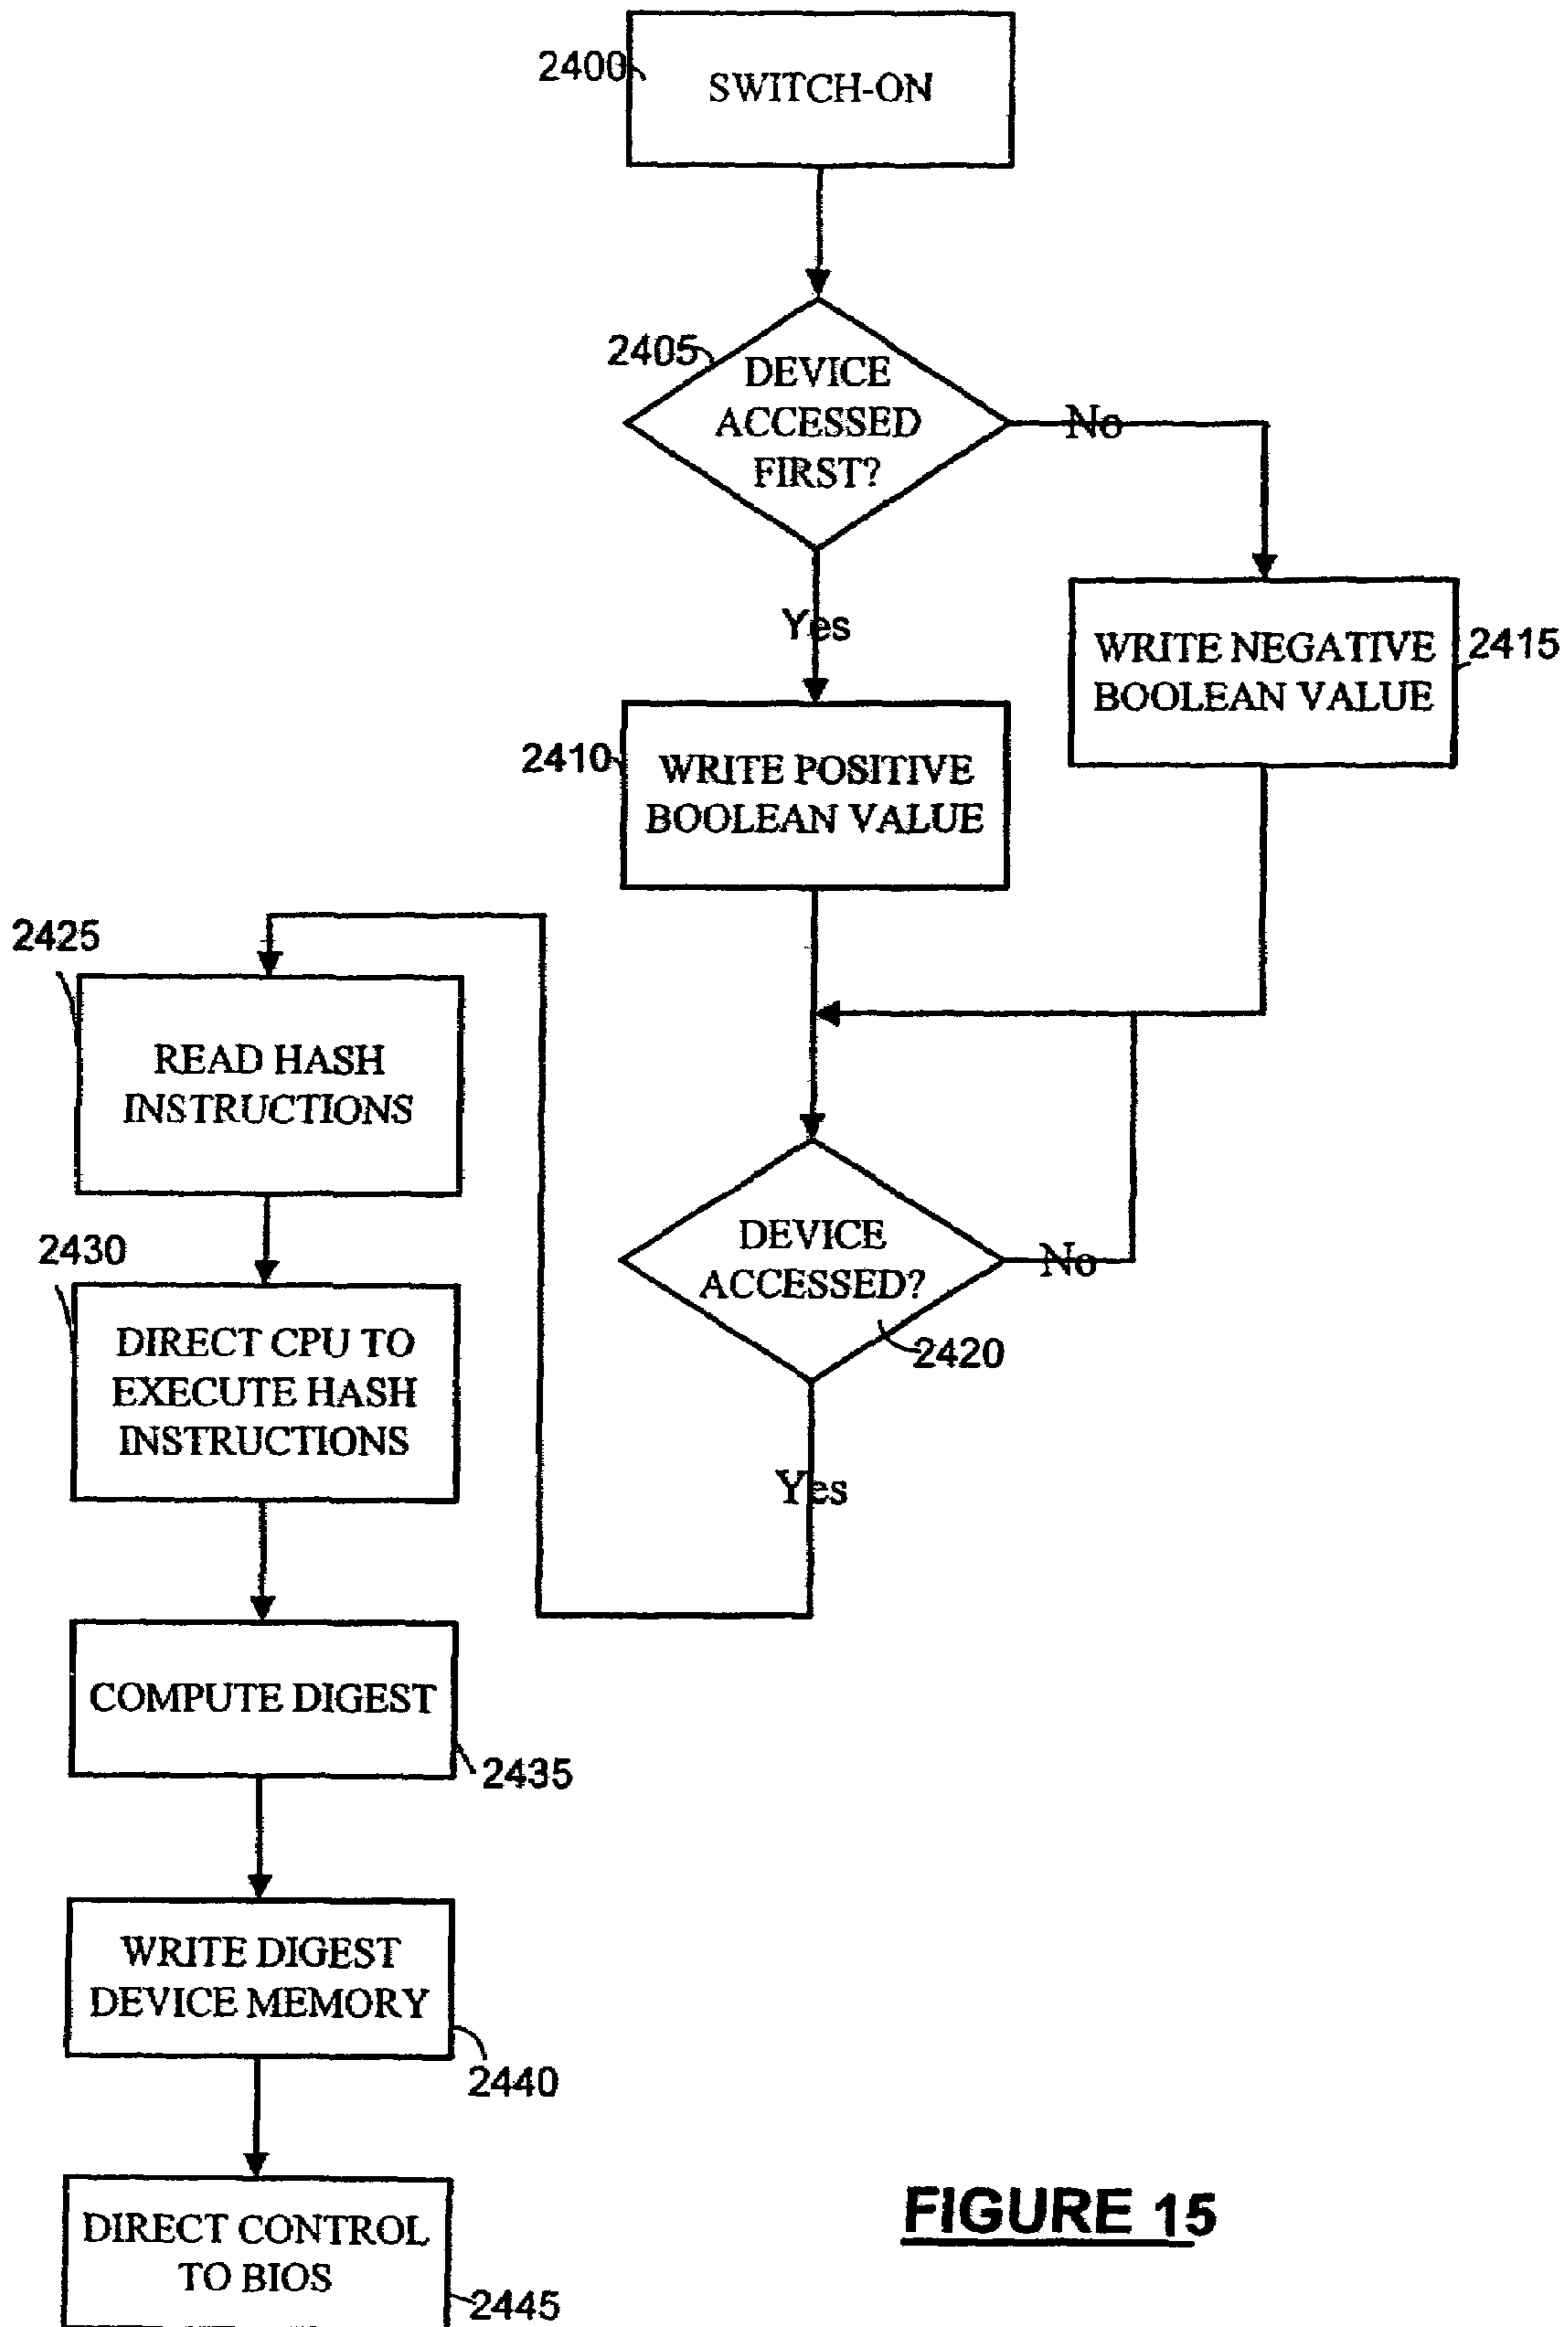 2400
SWITCH-ON
2405
DEVICE
ACCESSED
FIRST?
No
Yes
WRITE NEGATIVE
BOOLEAN VALUE
2415
2410
WRITE POSITIVE
BOOLEAN VALUE
2425
READ HASH
INSTRUCTIONS
DEVICE
ACCESSED?
No
2420
Yes
2430
DIRECT CPU TO
EXECUTE HASH
INSTRUCTIONS
COMPUTE DIGEST
2435
WRITE DIGEST
DEVICE MEMORY
2440
DIRECT CONTROL
TO BIOS
2445
FIGURE 15